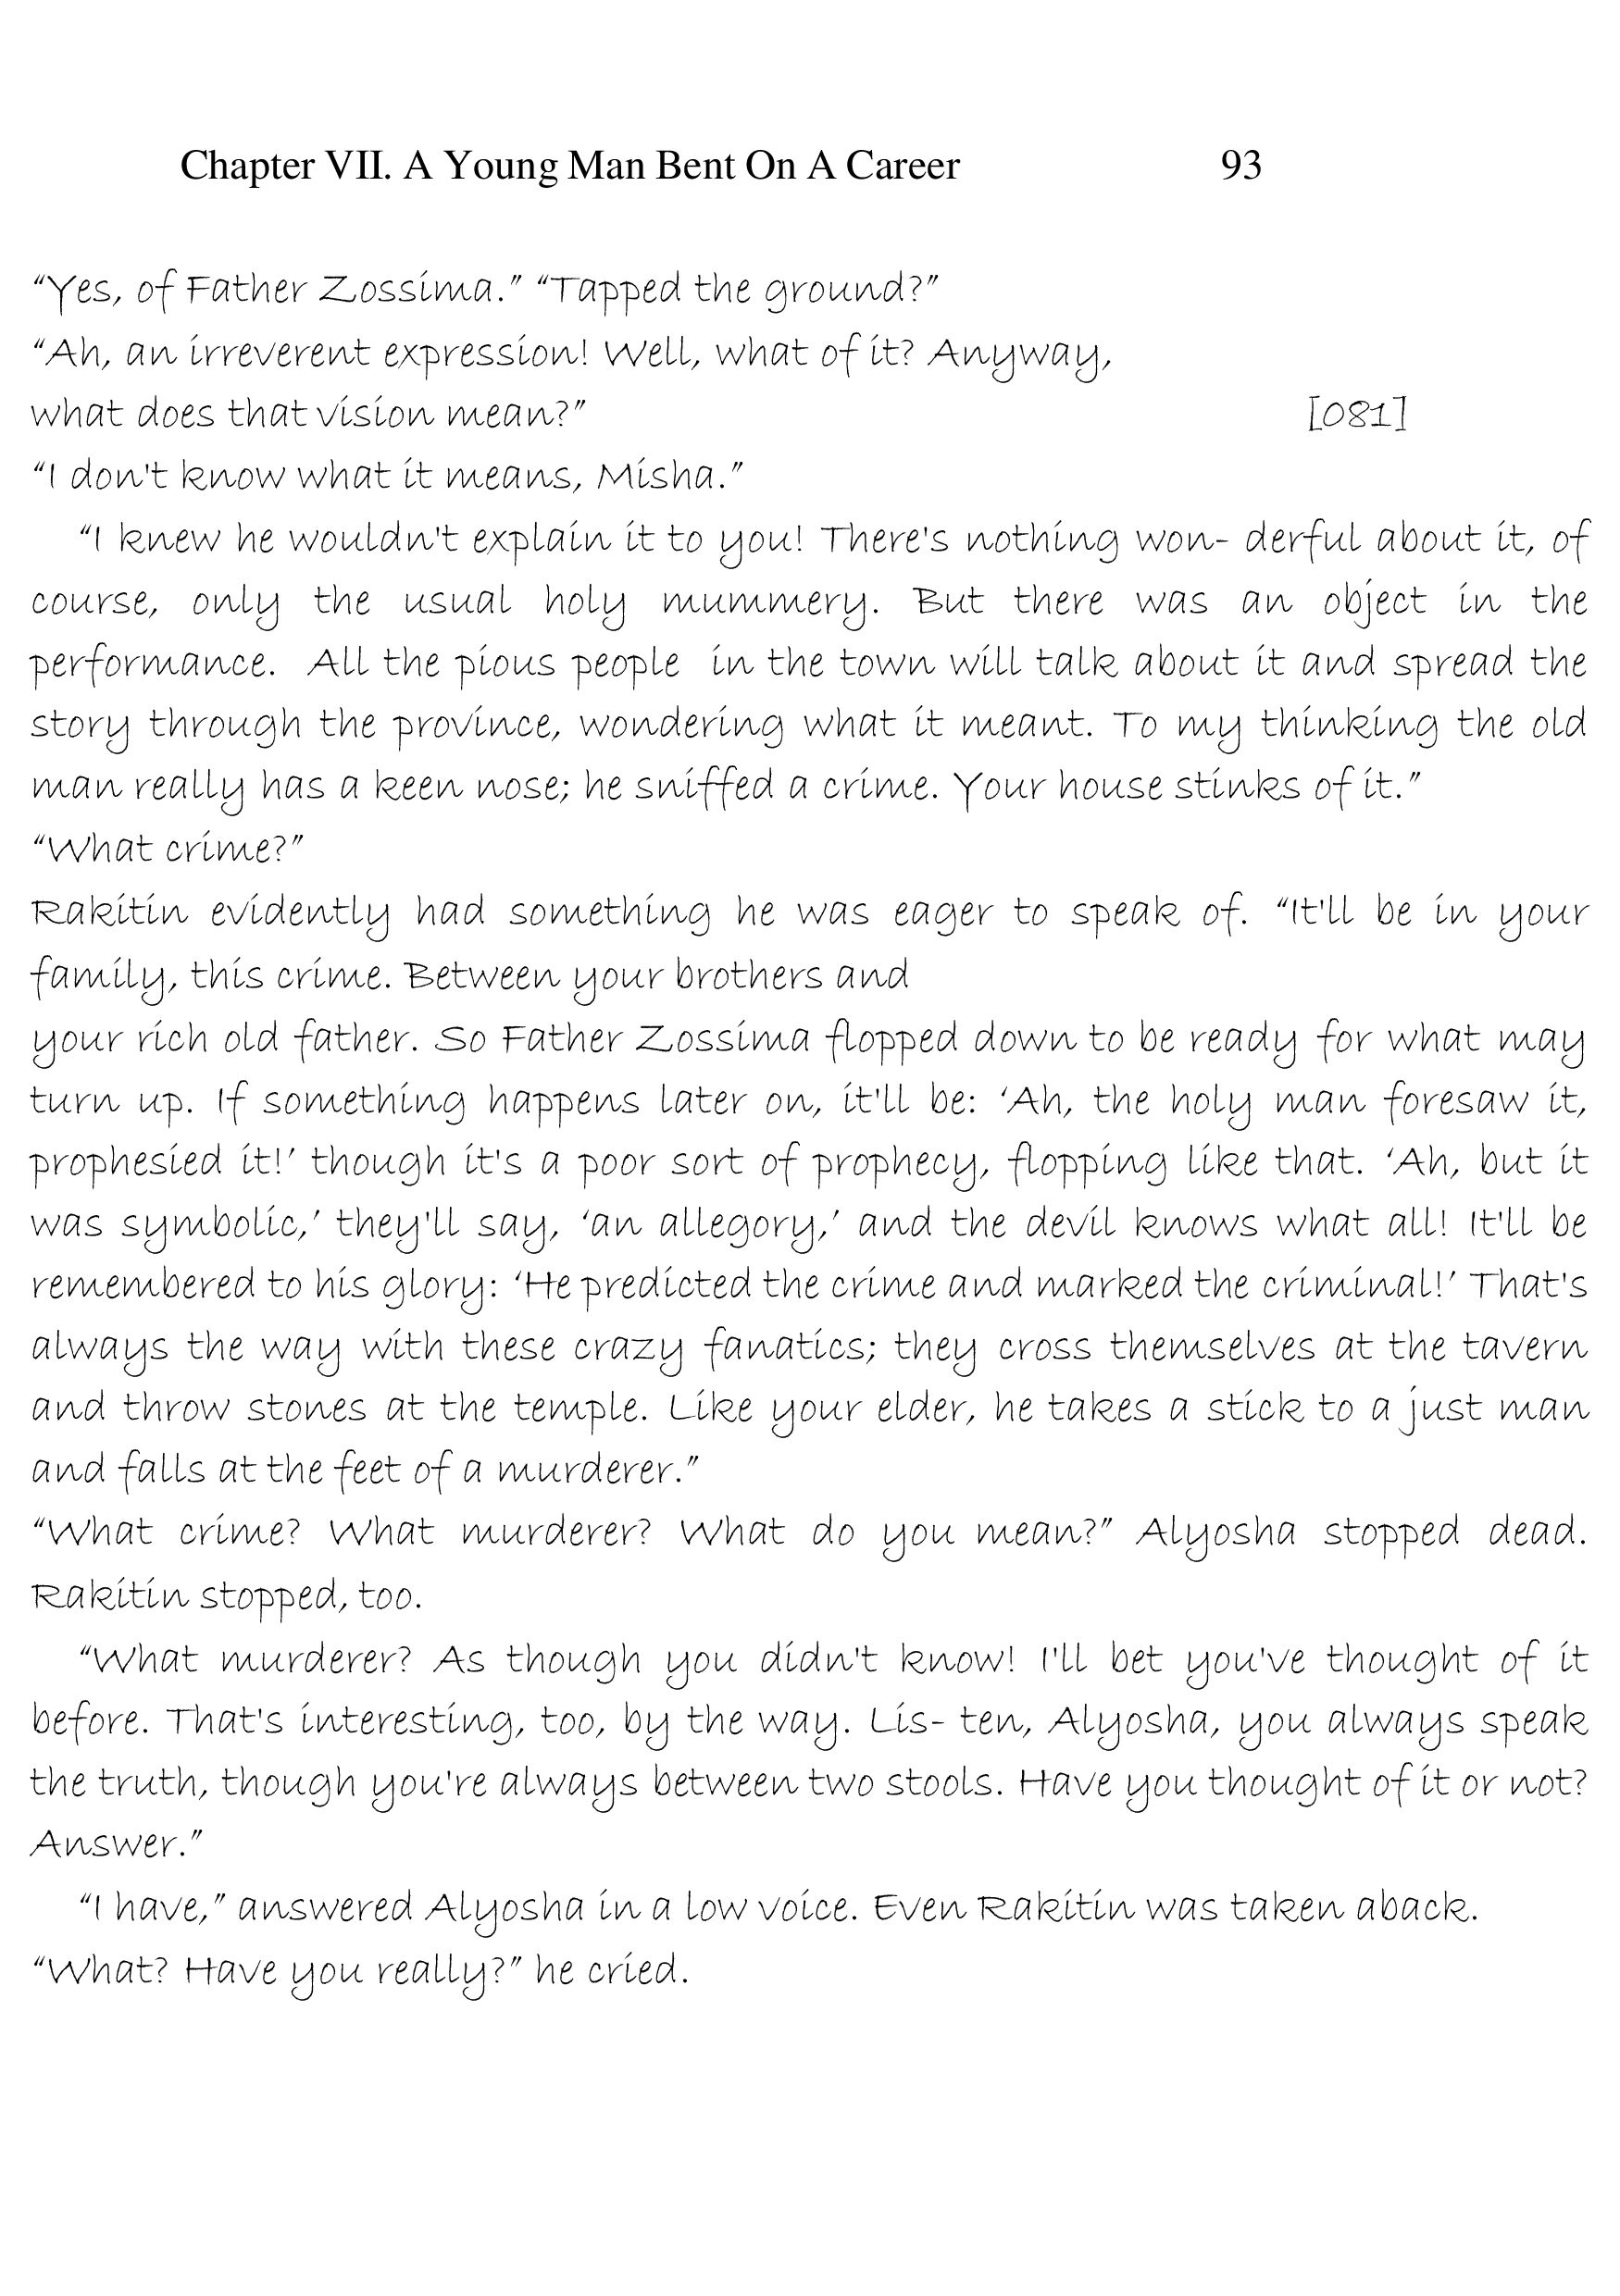 Chapter VII. A Young Man Bent On A Career 93
“Yes, of Father Zossima.” “Tapped the ground?”
“Ah, an irreverent expression! Well, what of it? Anyway,
what does that vision mean?” [081]
“I don't know what it means, Misha.”
“I knew he wouldn't explain it to you! There's nothing won- derful about it, of
course, only the usual holy mummery. But there was an object in the
performance. All the pious people in the town will talk about it and spread the
story through the province, wondering what it meant. To my thinking the old
man really has a keen nose; he sniffed a crime. Your house stinks of it.”
“What crime?”
Rakitin evidently had something he was eager to speak of. “It'll be in your
family, this crime. Between your brothers and
your rich old father. So Father Zossima flopped down to be ready for what may
turn up. If something happens later on, it'll be: ‘Ah, the holy man foresaw it,
prophesied it!’ though it's a poor sort of prophecy, flopping like that. ‘Ah, but it
was symbolic,’ they'll say, ‘an allegory,’ and the devil knows what all! It'll be
remembered to his glory: ‘He predicted the crime and marked the criminal!’ That's
always the way with these crazy fanatics; they cross themselves at the tavern
and throw stones at the temple. Like your elder, he takes a stick to a just man
and falls at the feet of a murderer.”
“What crime? What murderer? What do you mean?” Alyosha stopped dead.
Rakitin stopped, too.
“What murderer? As though you didn't know! I'll bet you've thought of it
before. That's interesting, too, by the way. Lis- ten, Alyosha, you always speak
the truth, though you're always between two stools. Have you thought of it or not?
Answer.”
“I have,” answered Alyosha in a low voice. Even Rakitin was taken aback.
“What? Have you really?” he cried.